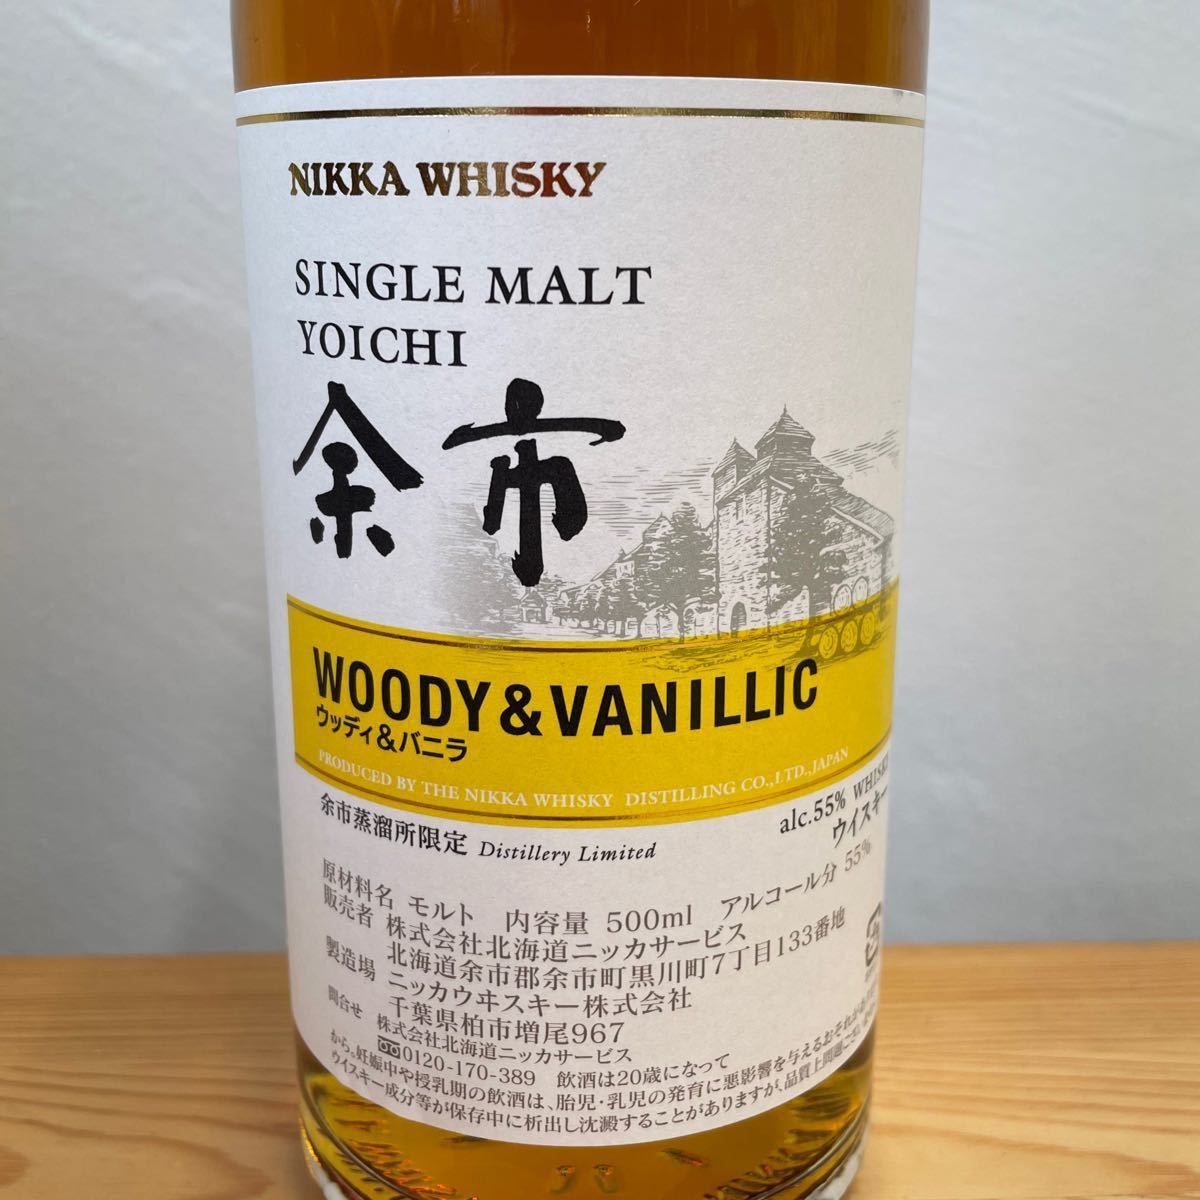 NIKKA WHISKY
SINGLE MALT
YOICHI
余市
WOODY&VANILLIC
ウッディ&バニラ
PRODUCED BY THE NIKKA WHISKY DISTILLING CO.,LTD.,JAPAN
余市蒸溜所限定 Distillery Limited
alc.55% WHISKY
ウイスキー
原材料名 モルト 内容量 500ml アルコール分 55%
販売者 株式会社北海道ニッカサービス
北海道余市郡余市町黒川町7丁目133番地
製造場 ニッカウヰスキー株式会社
千葉県柏市増尾967
問合せ 株式会社北海道ニッカサービス
0120-170-389 飲酒は20歳になって
から。妊娠中や授乳期の飲酒は、胎児・乳児の発育に悪影響を与えるおそれが
ウイスキー成分等が保存中に析出し沈澱することがありますが、品質上問題